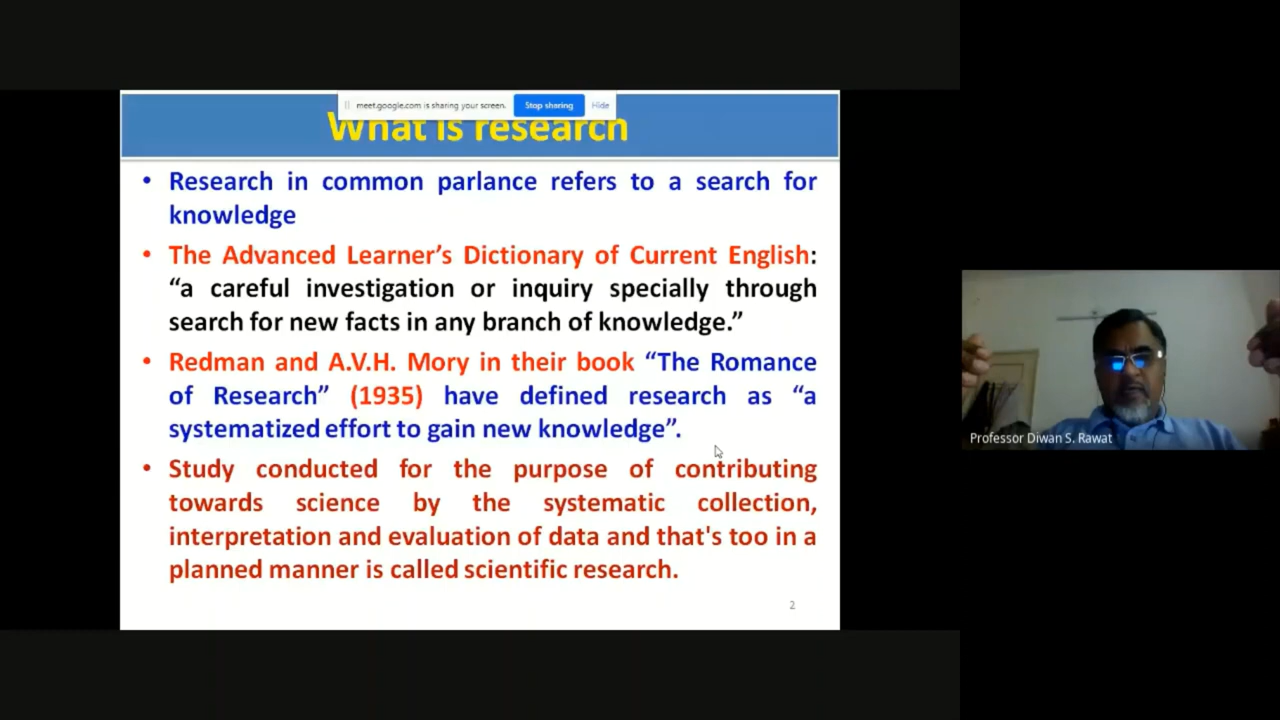 meet.google.com is sharing your screen. Stop sharing Hide
What is research
• Research in common parlance refers to a search for
knowledge
• The Advanced Learner’s Dictionary of Current English:
“a careful investigation or inquiry specially through
search for new facts in any branch of knowledge.”
• Redman and A.V.H. Mory in their book “The Romance
of Research” (1935) have defined research as “a
systematized effort to gain new knowledge”.
• Study conducted for the purpose of contributing
towards science by the systematic collection,
interpretation and evaluation of data and that's too in a
planned manner is called scientific research.
2
Professor Diwan S. Rawat